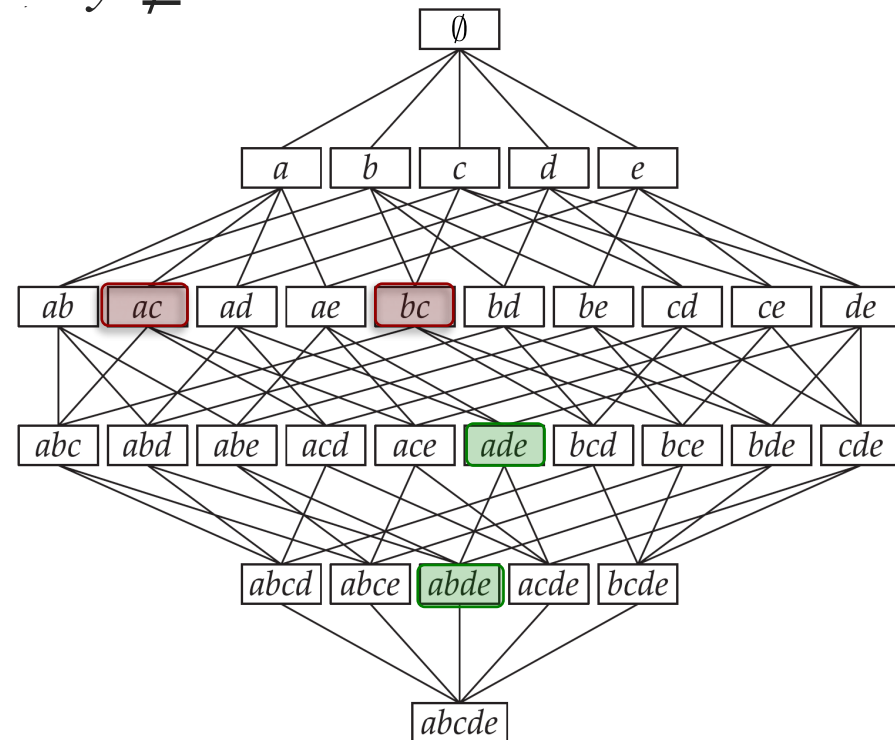 y ≠
∅
a b c d e
ab ac ad ae bc bd be cd ce de
abc abd abe acd ace ade bcd bce bde cde
abcd abce abde acde bcde
abcde